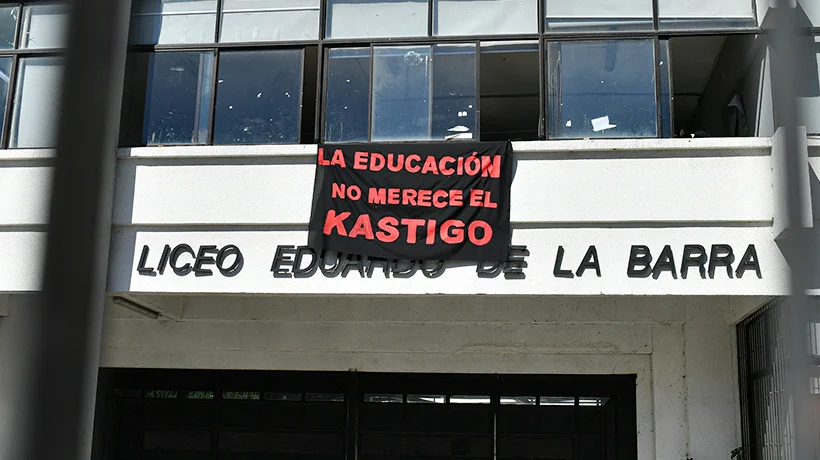 LA EDUCACIÓN
NO MERECE EL
KASTIGO
LICEO EDUARDO DE LA BARRA